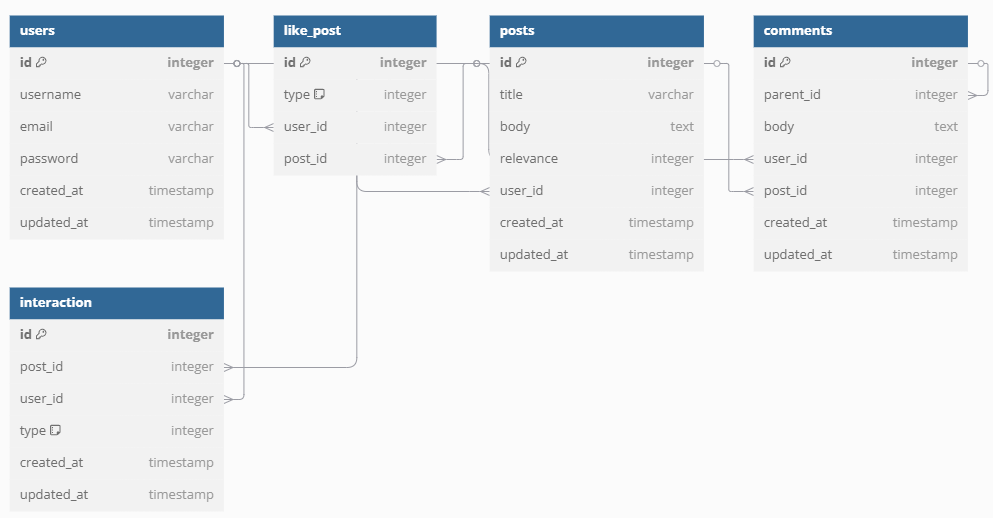 users
id integer
username varchar
email varchar
password varchar
created_at timestamp
updated_at timestamp
like_post
id integer
type integer
user_id integer
post_id integer
posts
id integer
title varchar
body text
relevance integer
user_id integer
created_at timestamp
updated_at timestamp
comments
id integer
parent_id integer
body text
user_id integer
post_id integer
created_at timestamp
updated_at timestamp
interaction
id integer
post_id integer
user_id integer
type integer
created_at timestamp
updated_at timestamp